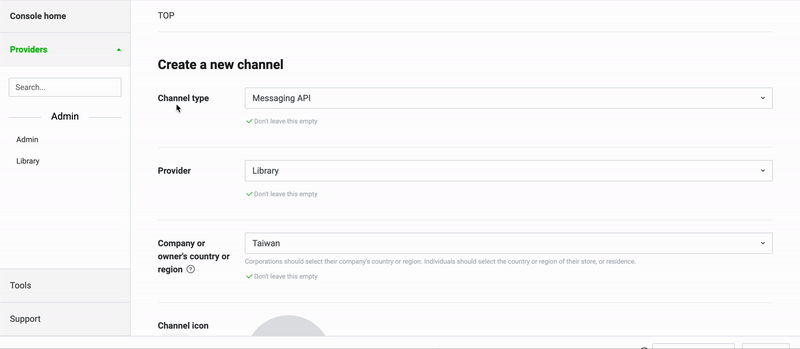 Console home
Providers
Search...
Admin
Admin
Library
Tools
Support
TOP
Create a new channel
Channel type
Messaging API
Don't leave this empty
Provider
Library
Don't leave this empty
Company or
owner's country or
region ?
Taiwan
Corporations should select their company's country or region. Individuals should select the country or region of their store, or residence.
Don't leave this empty
Channel icon